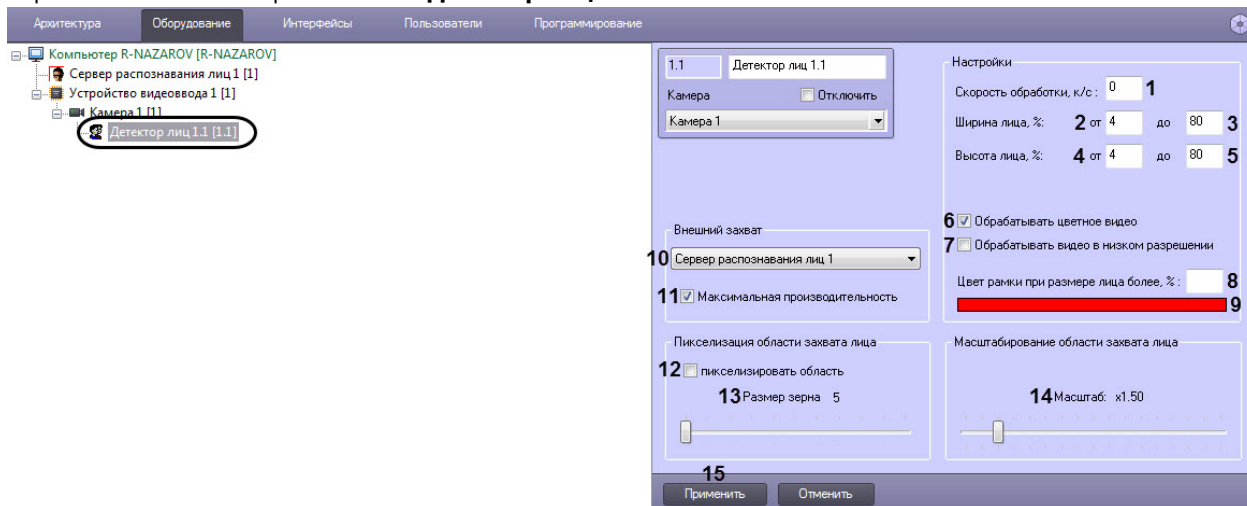 Архитектура Оборудование Интерфейсы Пользователи Программирование
Компьютер R-NAZAROV [R-NAZAROV]
Сервер распознавания лиц 1 [1]
Устройство видеоввода 1 [1]
Камера 1 [1]
Детектор лиц 1.1 [1.1]
1.1 Детектор лиц 1.1
Камера Отключить
Камера 1
Настройки
Скорость обработки, к/с : 0 1
Ширина лица, %: 2 от 4 до 80 3
Высота лица, %: 4 от 4 до 80 5
6 Обрабатывать цветное видео
7 Обрабатывать видео в низком разрешении
Цвет рамки при размере лица более, % : 8
9
Внешний захват
10 Сервер распознавания лиц 1
11 Максимальная производительность
Пикселизация области захвата лица
12 пикселизировать область
13 Размер зерна 5
Масштабирование области захвата лица
14 Масштаб: x1.50
15
Применить Отменить